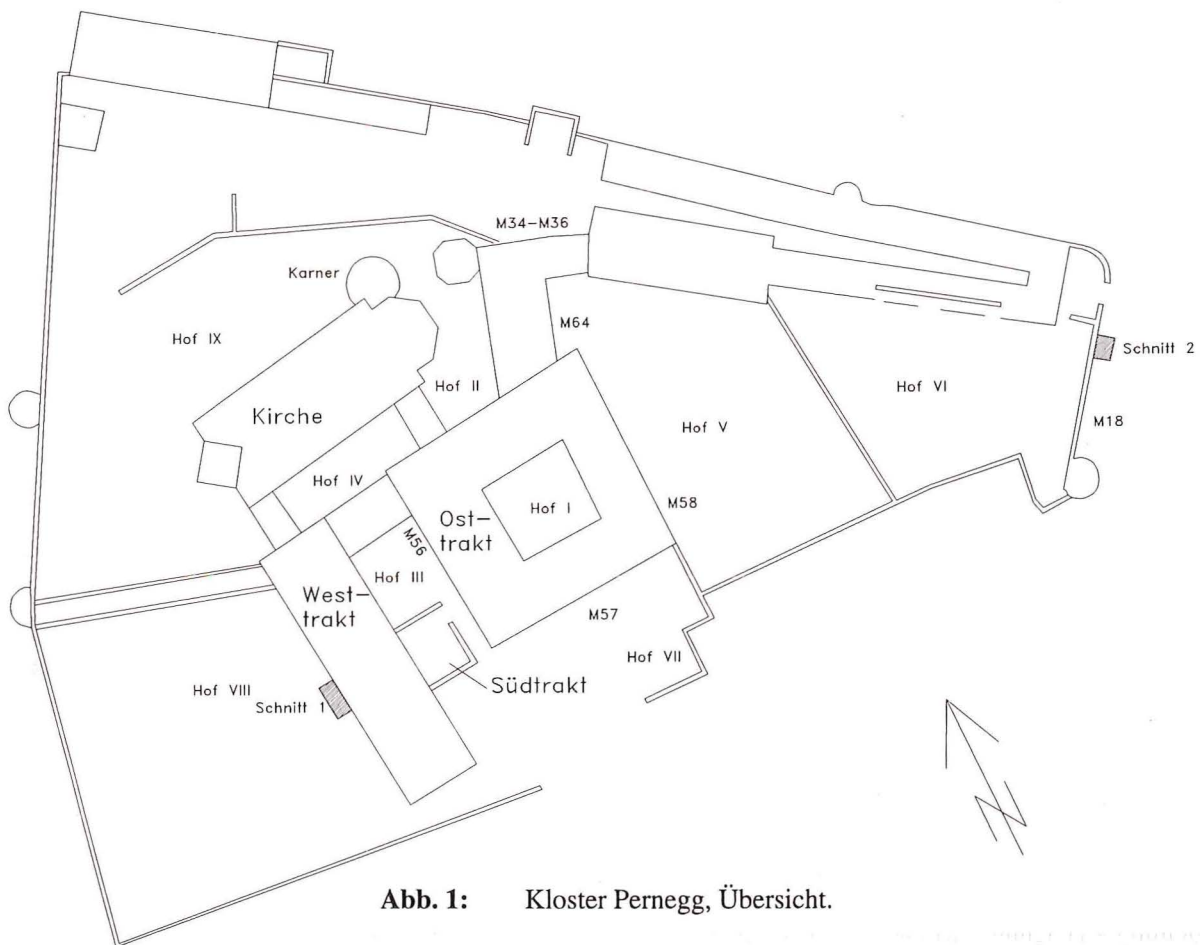 M34–M36
Karner
M64
Hof IX
Schnitt 2
Hof II
Hof VI
Kirche
M18
Hof V
Hof IV
Hof I
M58
Ost–
trakt
M56
Hof III
West–
trakt
M57
Hof VII
Südtrakt
Hof VIII
Schnitt 1
N
Abb. 1: Kloster Pernegg, Übersicht.